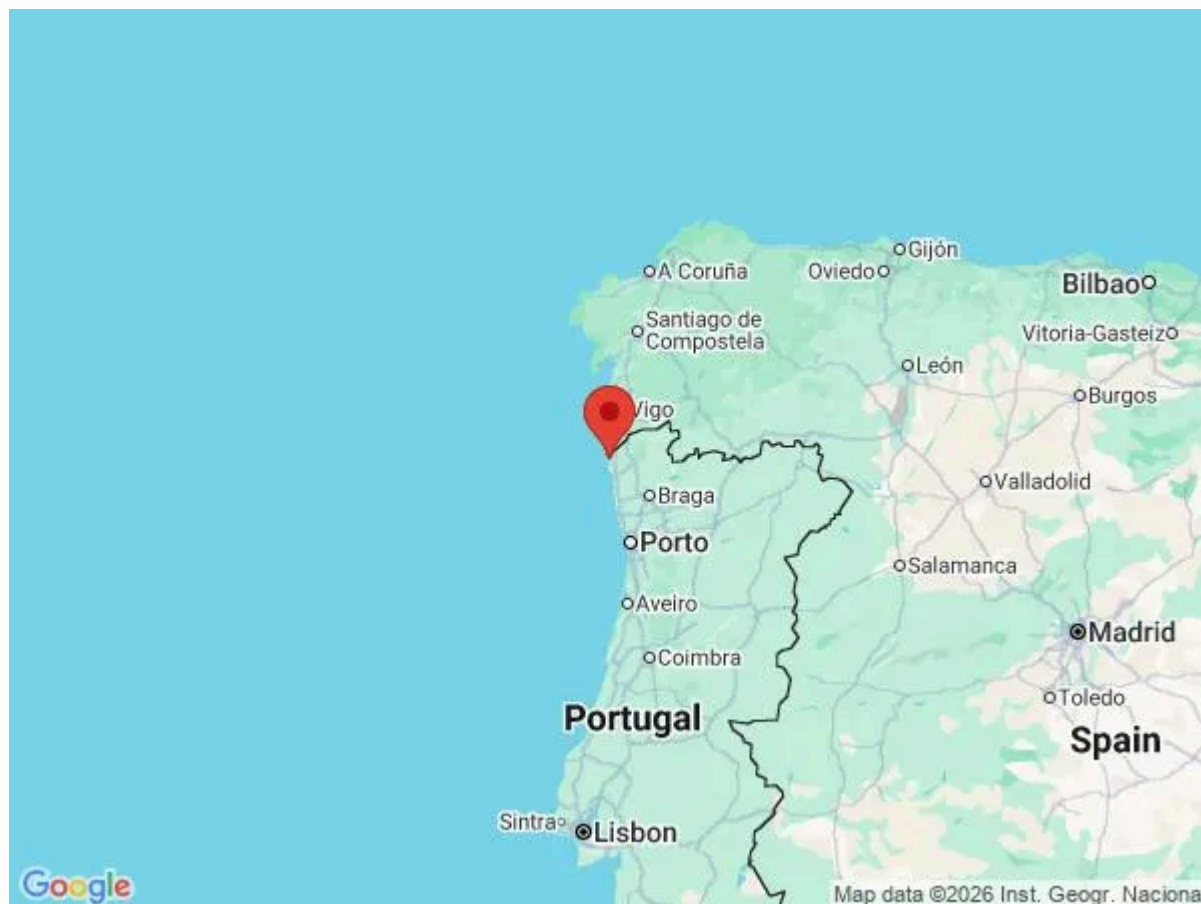 A Coruña
Gijón
Oviedo
Bilbao
Santiago de
Compostela
Vitoria-Gasteiz
León
Burgos
Vigo
Valladolid
Braga
Porto
Salamanca
Aveiro
Madrid
Coimbra
Toledo
Portugal
Spain
Sintra
Lisbon
Google
Map data ©2026 Inst. Geogr. Naciona